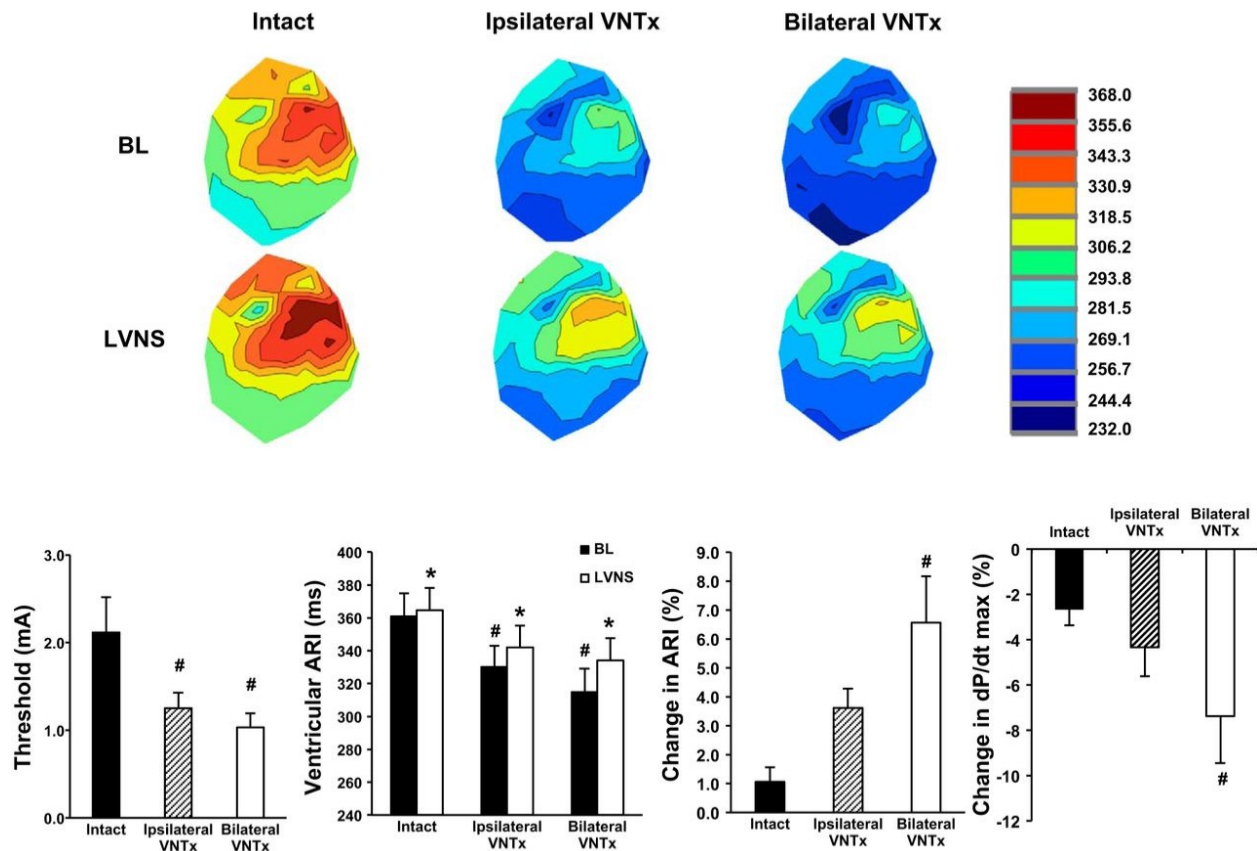 Intact
Ipsilateral VNTx
Bilateral VNTx
BL
LVNS
368.0
355.6
343.3
330.9
318.5
306.2
293.8
281.5
269.1
256.7
244.4
232.0
Threshold (mA)
3.0
2.0
1.0
0.0
#
#
Intact
Ipsilateral
VNTx
Bilateral
VNTx
Ventricular ARI (ms)
400
380
360
340
320
300
280
260
240
BL
LVNS
*
#
*
#
*
Intact
Ipsilateral
VNTx
Bilateral
VNTx
Change in ARI (%)
9.0
8.0
7.0
6.0
5.0
4.0
3.0
2.0
1.0
0.0
#
Intact
Ipsilateral
VNTx
Bilateral
VNTx
Change in dP/dt max (%)
Intact
Ipsilateral
VNTx
Bilateral
VNTx
0
-2
-4
-6
-8
-10
-12
#